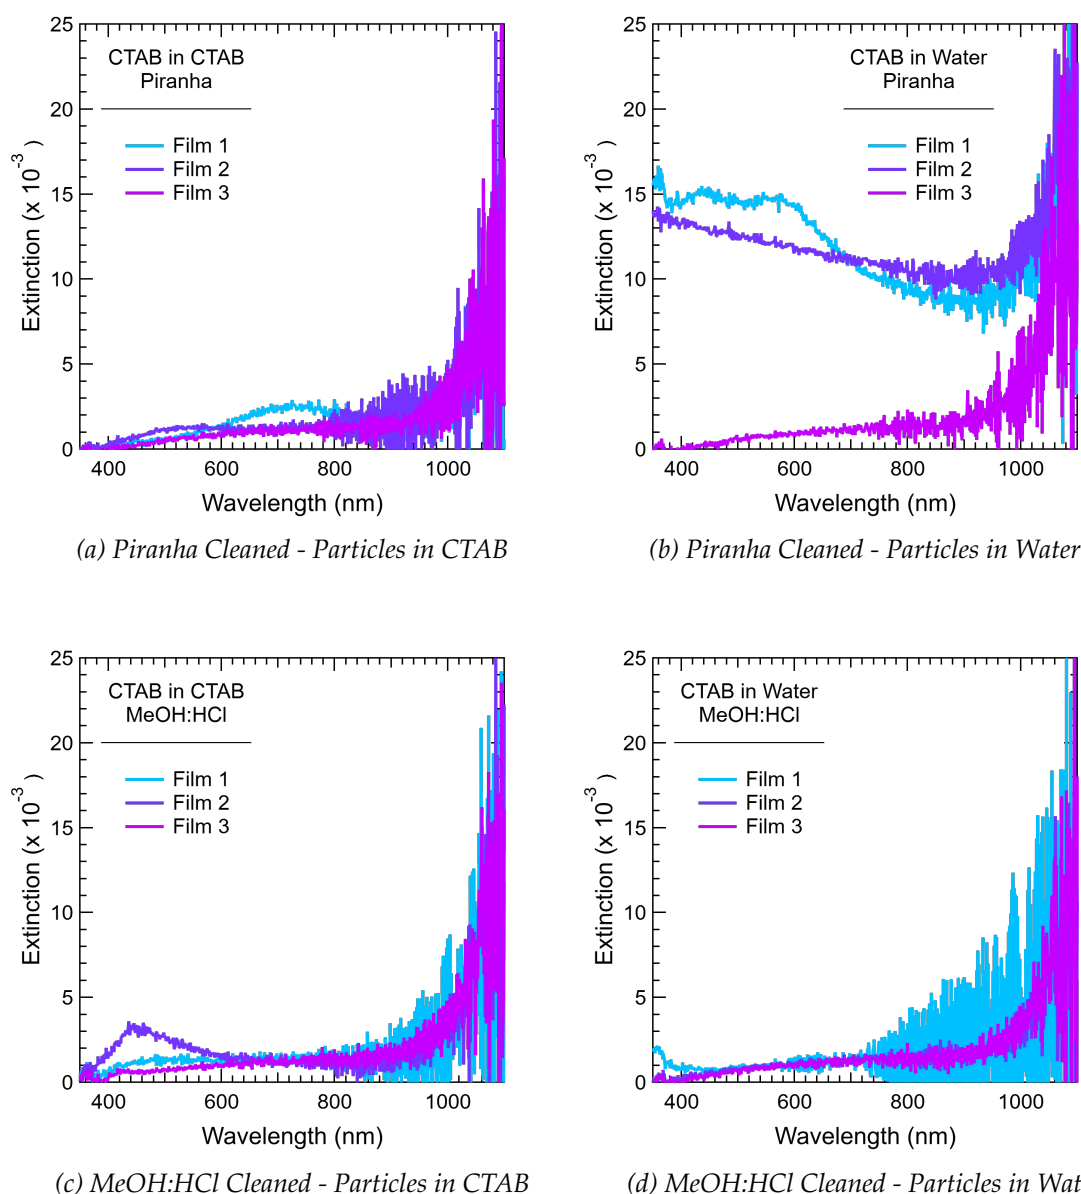 25
20
15
10
5
0
Extinction (x 10⁻³ )
CTAB in CTAB
Piranha
Film 1
Film 2
Film 3
400
600
800
1000
Wavelength (nm)
(a) Piranha Cleaned - Particles in CTAB
25
20
15
10
5
0
Extinction (x 10⁻³ )
CTAB in Water
Piranha
Film 1
Film 2
Film 3
400
600
800
1000
Wavelength (nm)
(b) Piranha Cleaned - Particles in Water
25
20
15
10
5
0
Extinction (x 10⁻³ )
CTAB in CTAB
MeOH:HCl
Film 1
Film 2
Film 3
400
600
800
1000
Wavelength (nm)
(c) MeOH:HCl Cleaned - Particles in CTAB
25
20
15
10
5
0
Extinction (x 10⁻³ )
CTAB in Water
MeOH:HCl
Film 1
Film 2
Film 3
400
600
800
1000
Wavelength (nm)
(d) MeOH:HCl Cleaned - Particles in Wat